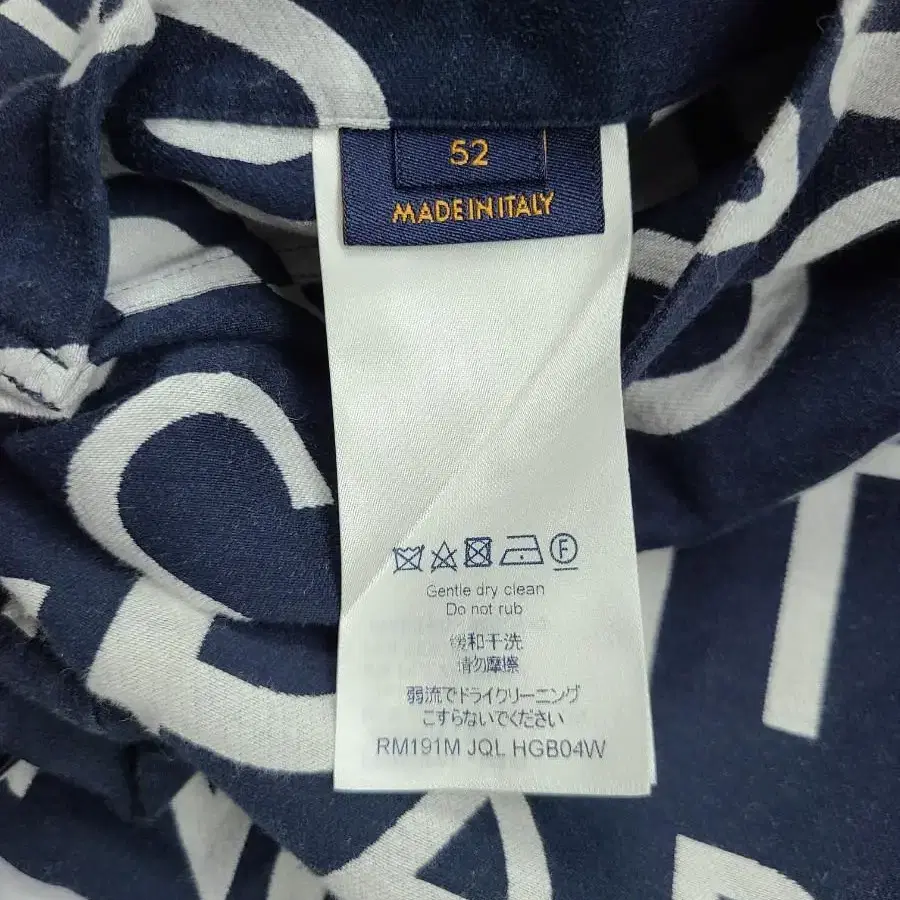 52
MADE IN ITALY
F
Gentle dry clean
Do not rub
缓和干洗
请勿摩擦
弱流でドライクリーニング
こすらないでください
RM191M JQL HGB04W